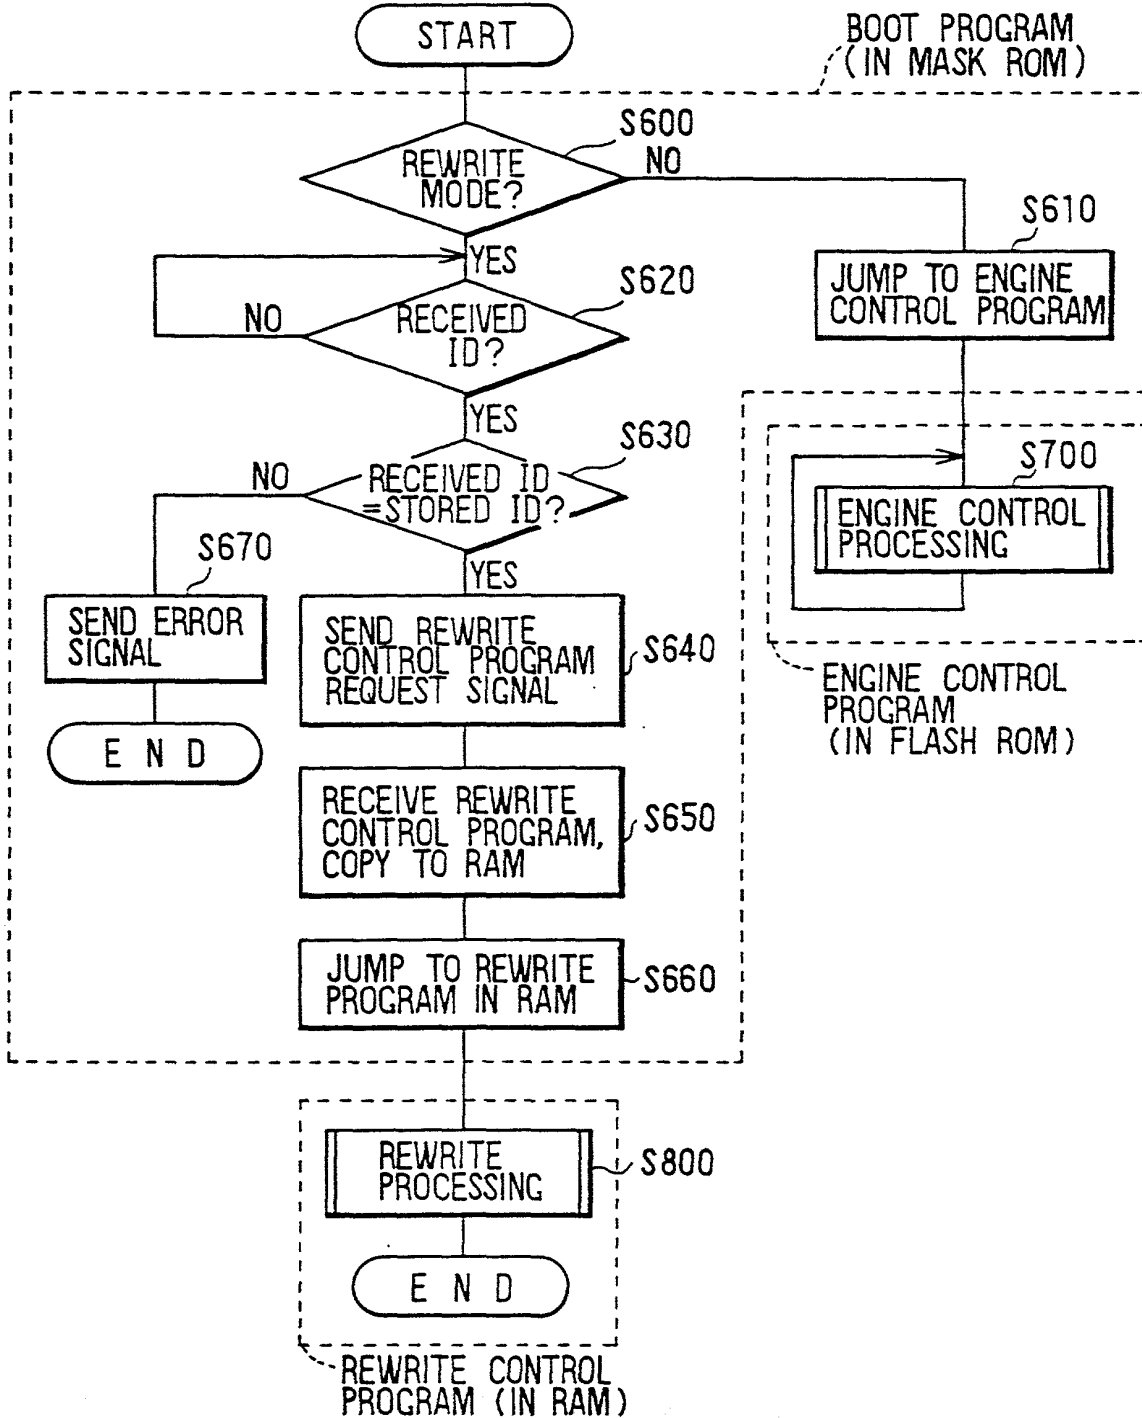 START
BOOT PROGRAM
(IN MASK ROM)
S600
REWRITE
MODE?
NO
YES
S610
JUMP TO ENGINE
CONTROL PROGRAM
S620
RECEIVED
ID?
NO
YES
S630
RECEIVED ID
=STORED ID?
NO
YES
S700
ENGINE CONTROL
PROCESSING
ENGINE CONTROL
PROGRAM
(IN FLASH ROM)
S670
SEND ERROR
SIGNAL
END
SEND REWRITE
CONTROL PROGRAM
REQUEST SIGNAL
S640
RECEIVE REWRITE
CONTROL PROGRAM,
COPY TO RAM
S650
JUMP TO REWRITE
PROGRAM IN RAM
S660
REWRITE
PROCESSING
S800
END
REWRITE CONTROL
PROGRAM (IN RAM)